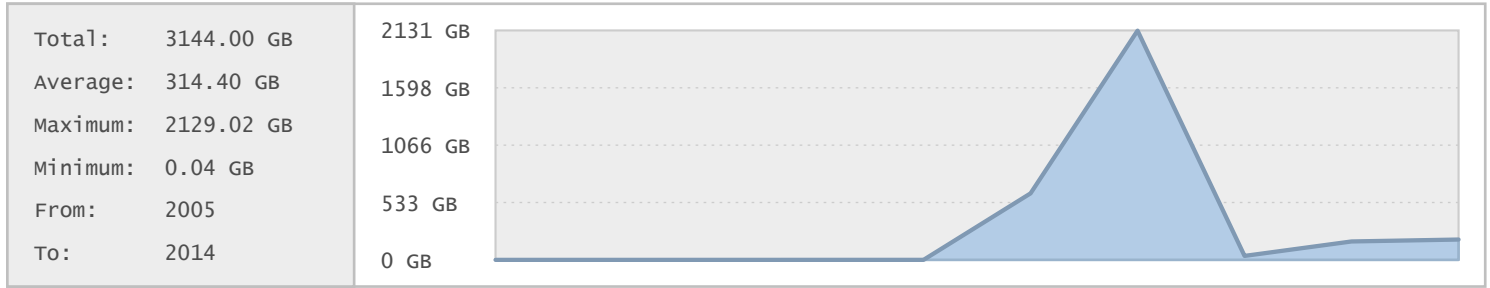 Total: 3144.00 GB
Average: 314.40 GB
Maximum: 2129.02 GB
Minimum: 0.04 GB
From: 2005
To: 2014
2131 GB
1598 GB
1066 GB
533 GB
0 GB